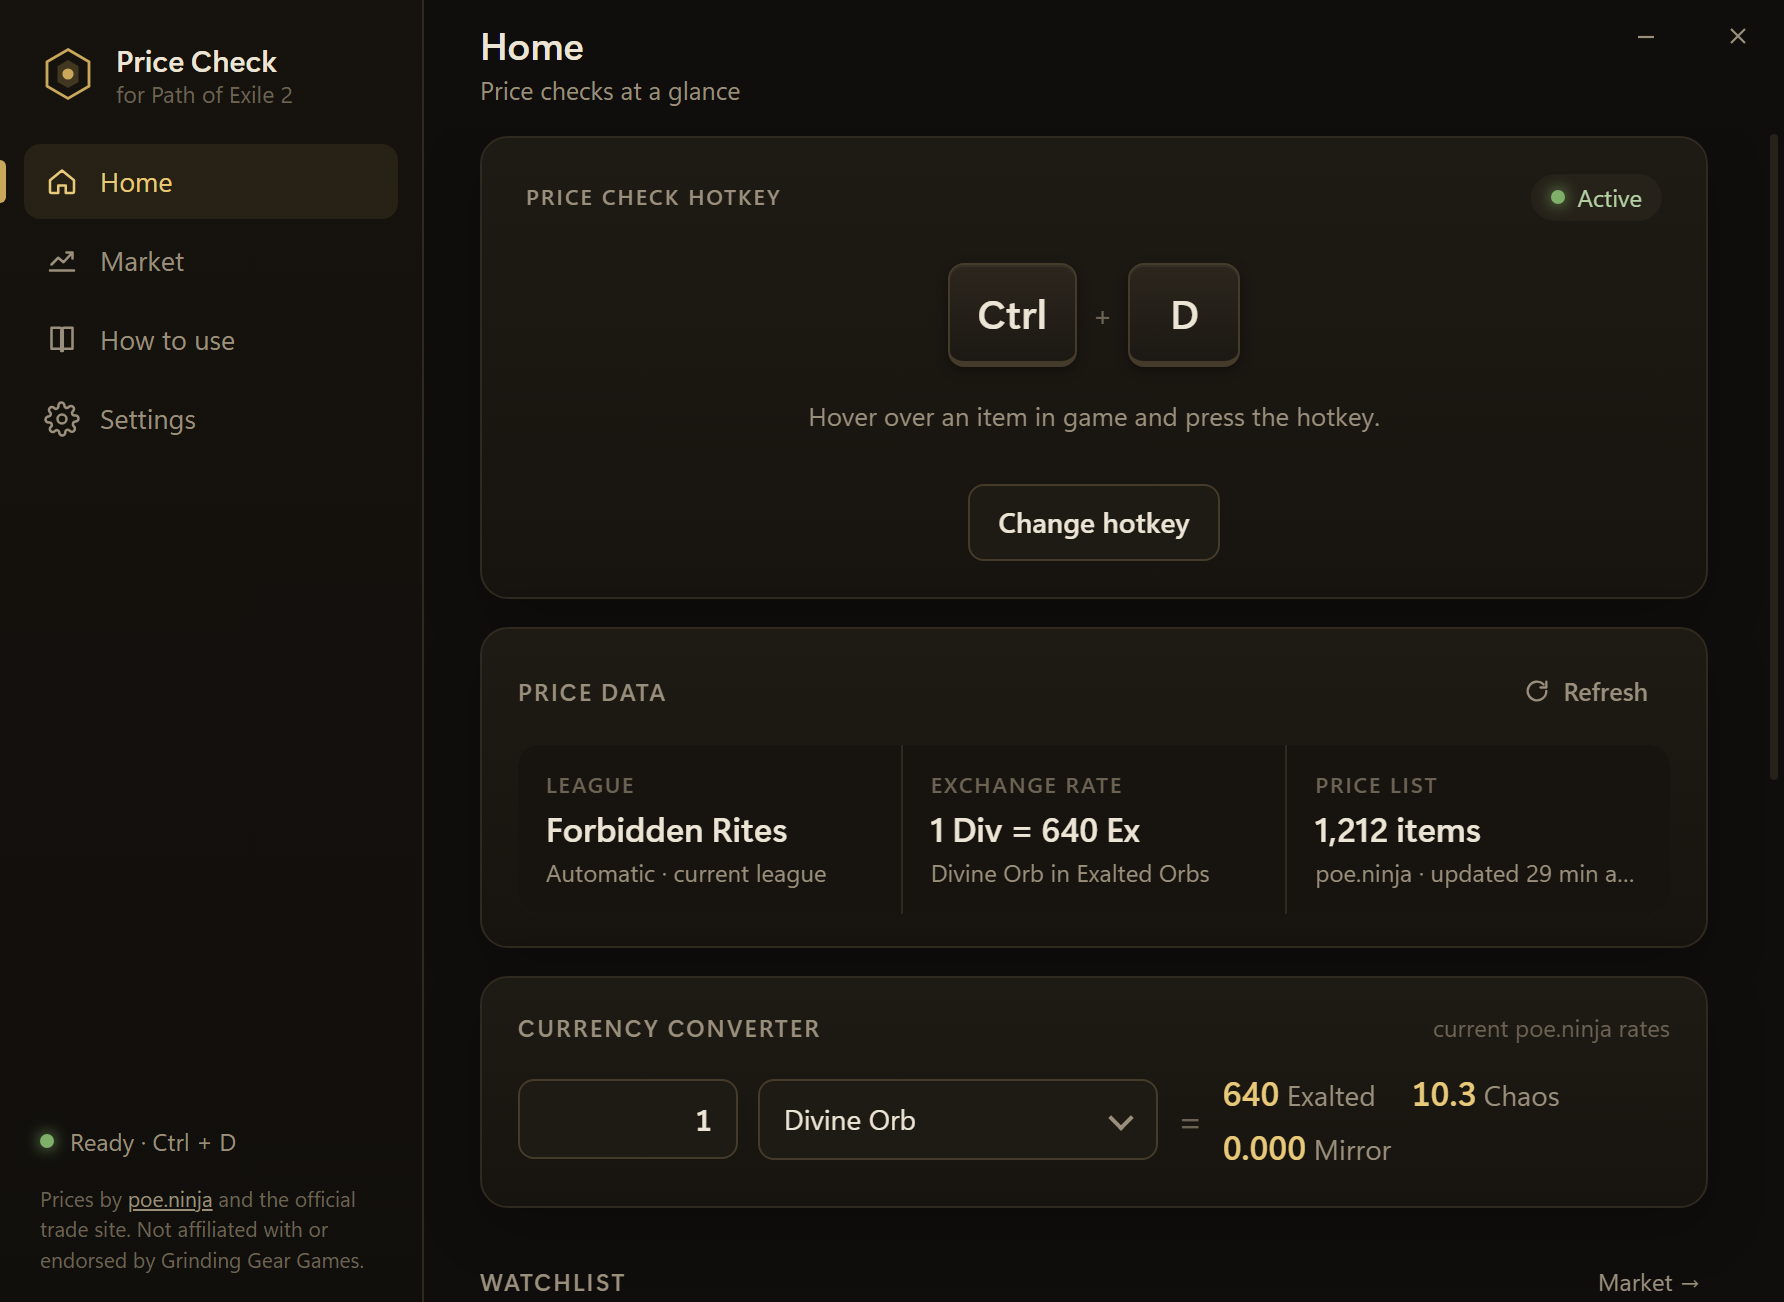 Price Check
for Path of Exile 2
Home
Market
How to use
Settings
Ready · Ctrl + D
Prices by poe.ninja and the official
trade site. Not affiliated with or
endorsed by Grinding Gear Games.
Home
Price checks at a glance
PRICE CHECK HOTKEY
Active
Ctrl + D
Hover over an item in game and press the hotkey.
Change hotkey
PRICE DATA
Refresh
LEAGUE
Forbidden Rites
Automatic · current league
EXCHANGE RATE
1 Div = 640 Ex
Divine Orb in Exalted Orbs
PRICE LIST
1,212 items
poe.ninja · updated 29 min a...
CURRENCY CONVERTER
current poe.ninja rates
1
Divine Orb
=
640 Exalted 10.3 Chaos
0.000 Mirror
WATCHLIST
Market →